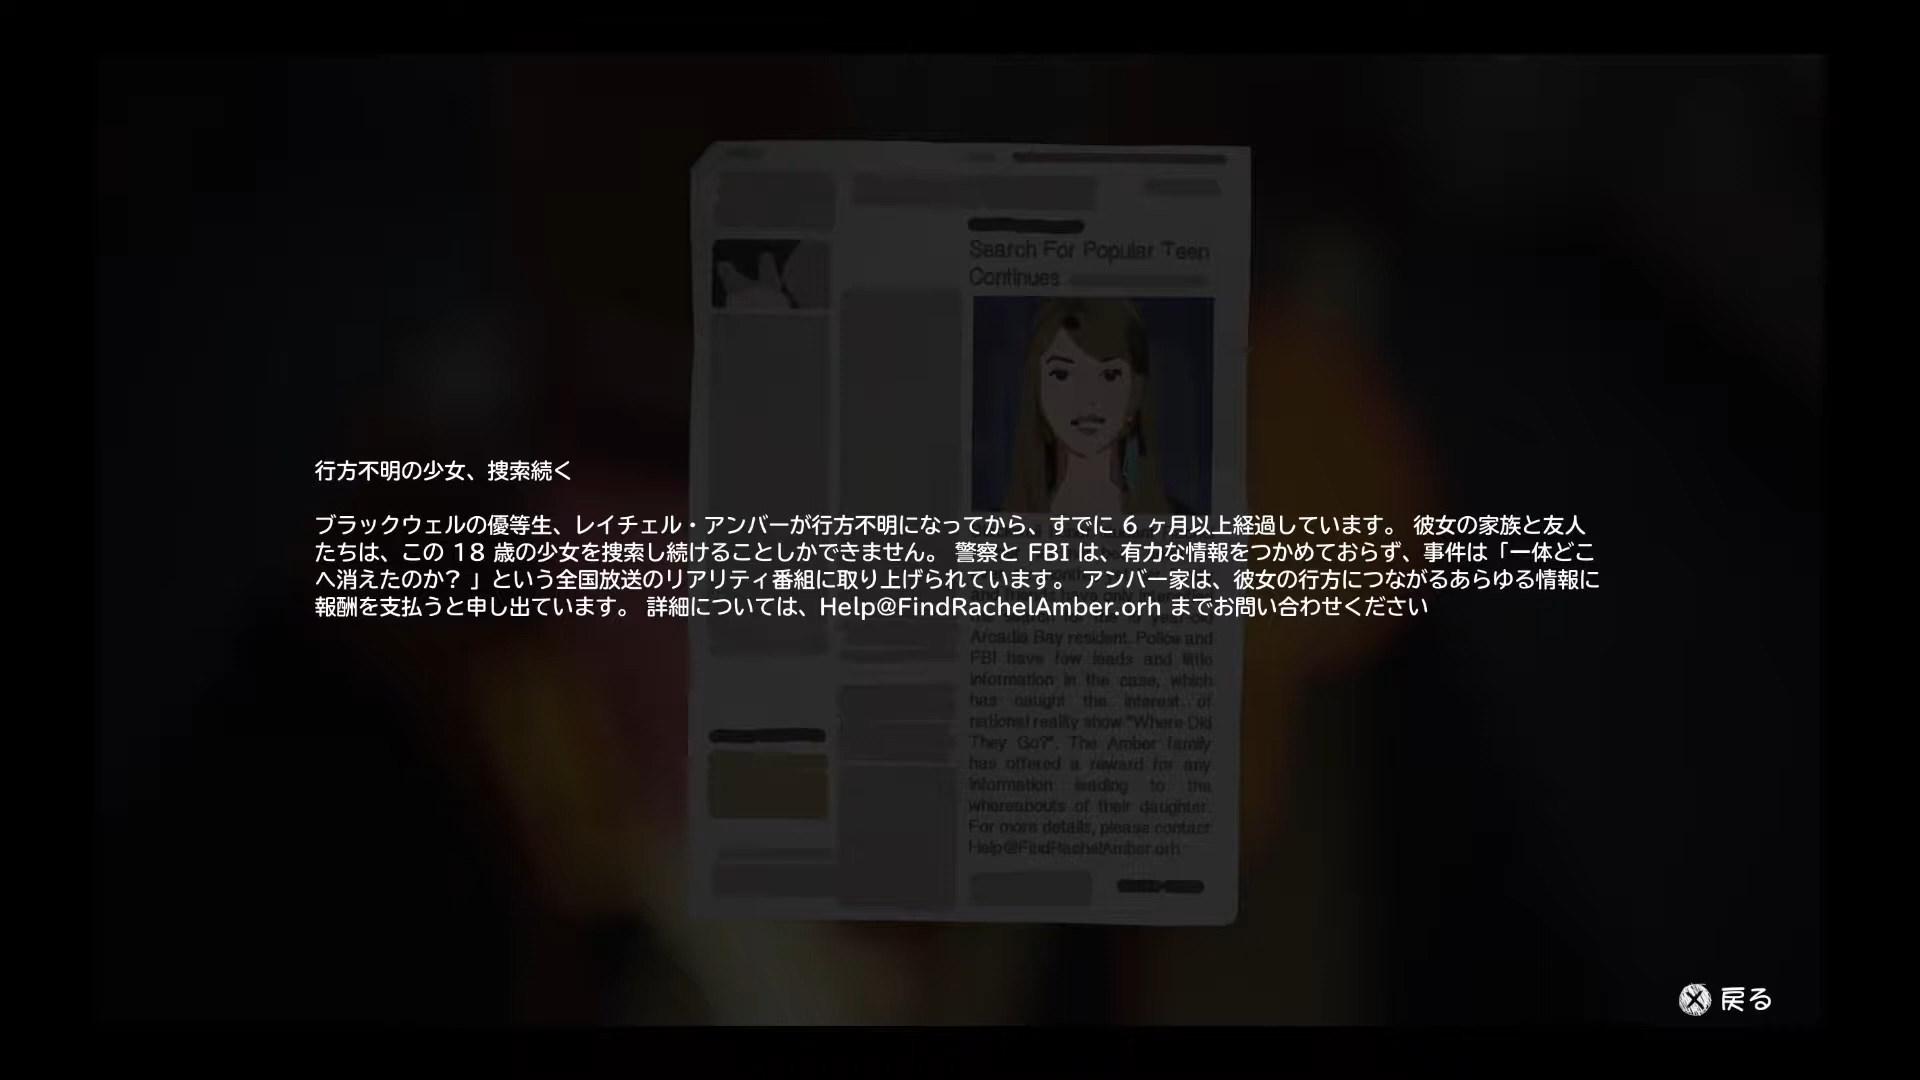 Search For Popular Teen
Continues
行方不明の少女、捜索続く
ブラックウェルの優等生、レイチェル・アンバーが行方不明になってから、すでに 6 ヶ月以上経過しています。 彼女の家族と友人
たちは、この 18 歳の少女を捜索し続けることしかできません。 警察と FBI は、有力な情報をつかめておらず、事件は「一体どこ
へ消えたのか? 」という全国放送のリアリティ番組に取り上げられています。 アンバー家は、彼女の行方につながるあらゆる情報に
報酬を支払うと申し出ています。 詳細については、Help@FindRachelAmber.orh までお問い合わせください
Arcadia Bay resident. Police and
FBI have few leads and little
information in the case, which
has caught the interest of
national reality show "Where Did
They Go?". The Amber family
has offered a reward for any
information leading to the
whereabouts of their daughter.
For more details, please contact
Help@FindRachelAmber.orh
戻る